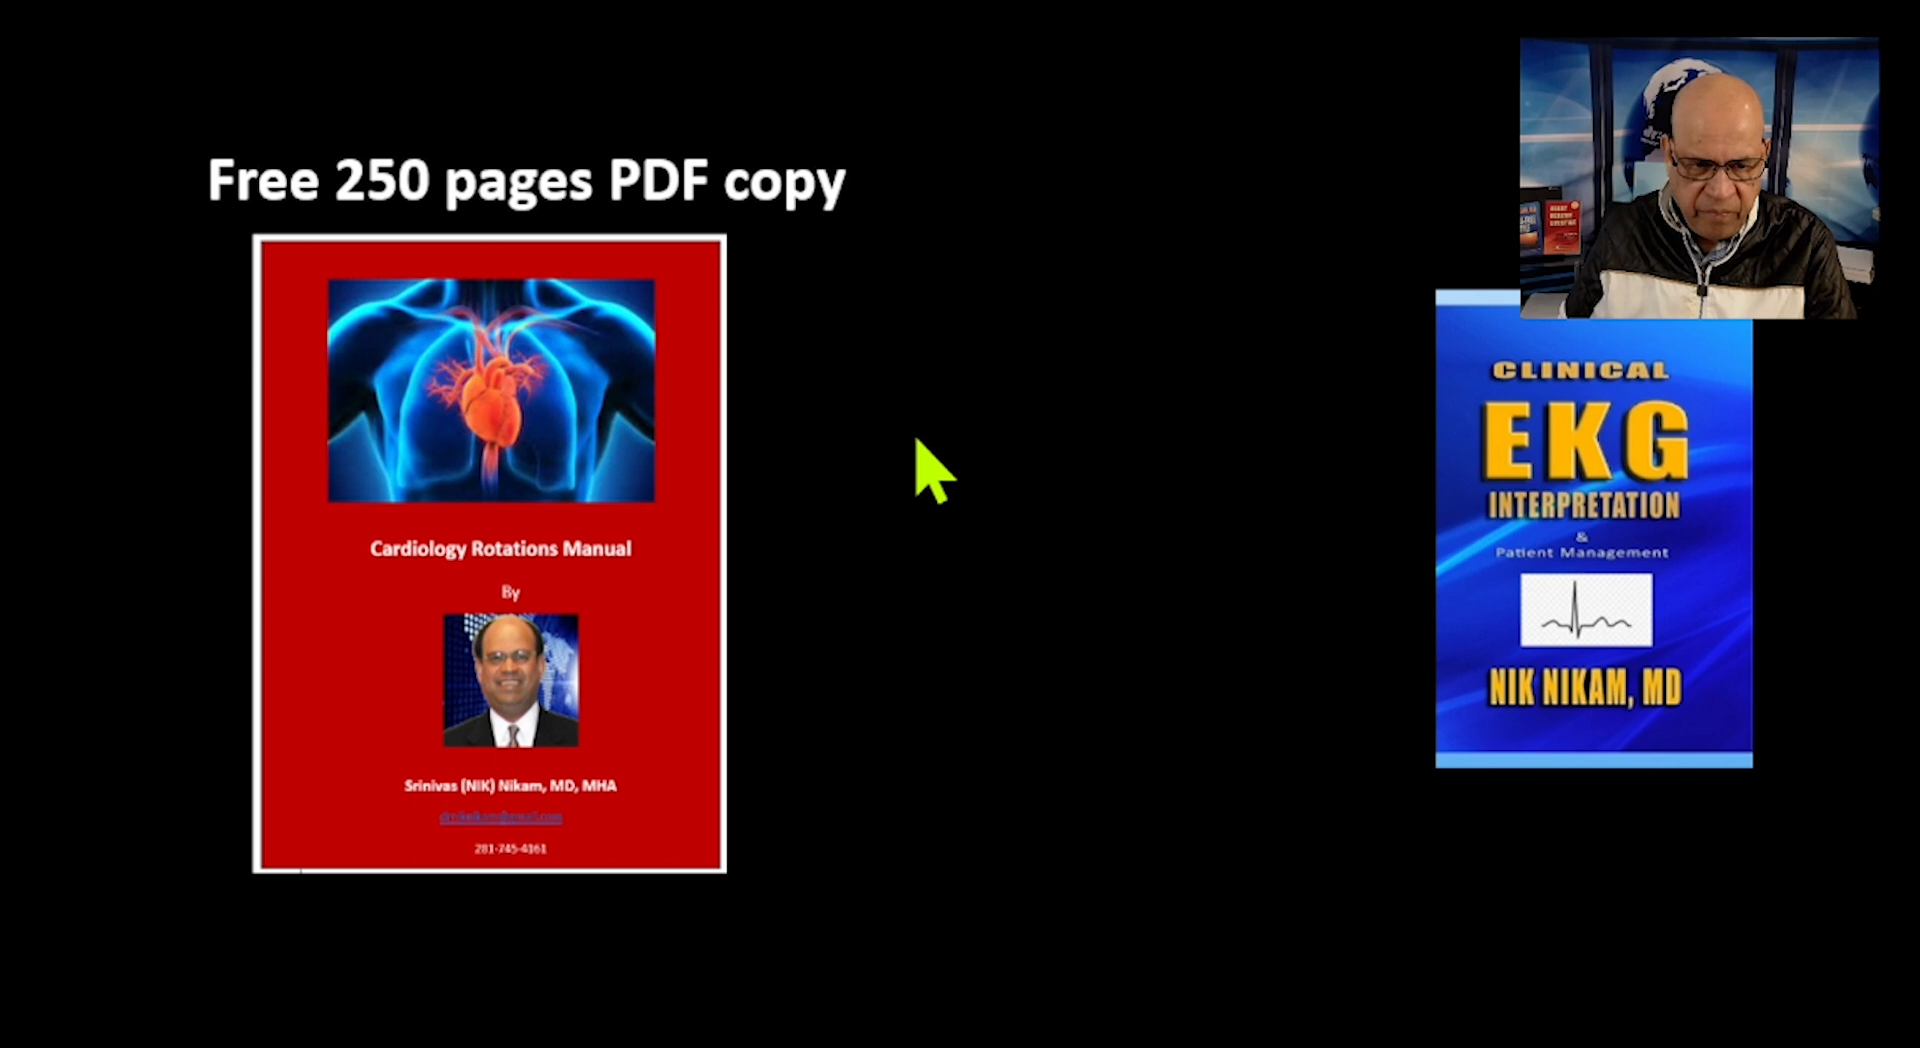 Free 250 pages PDF copy
Cardiology Rotations Manual
By
Srinivas (NIK) Nikam, MD, MHA
281-745-4161
CLINICAL
EKG
INTERPRETATION
&
Patient Management
NIK NIKAM, MD